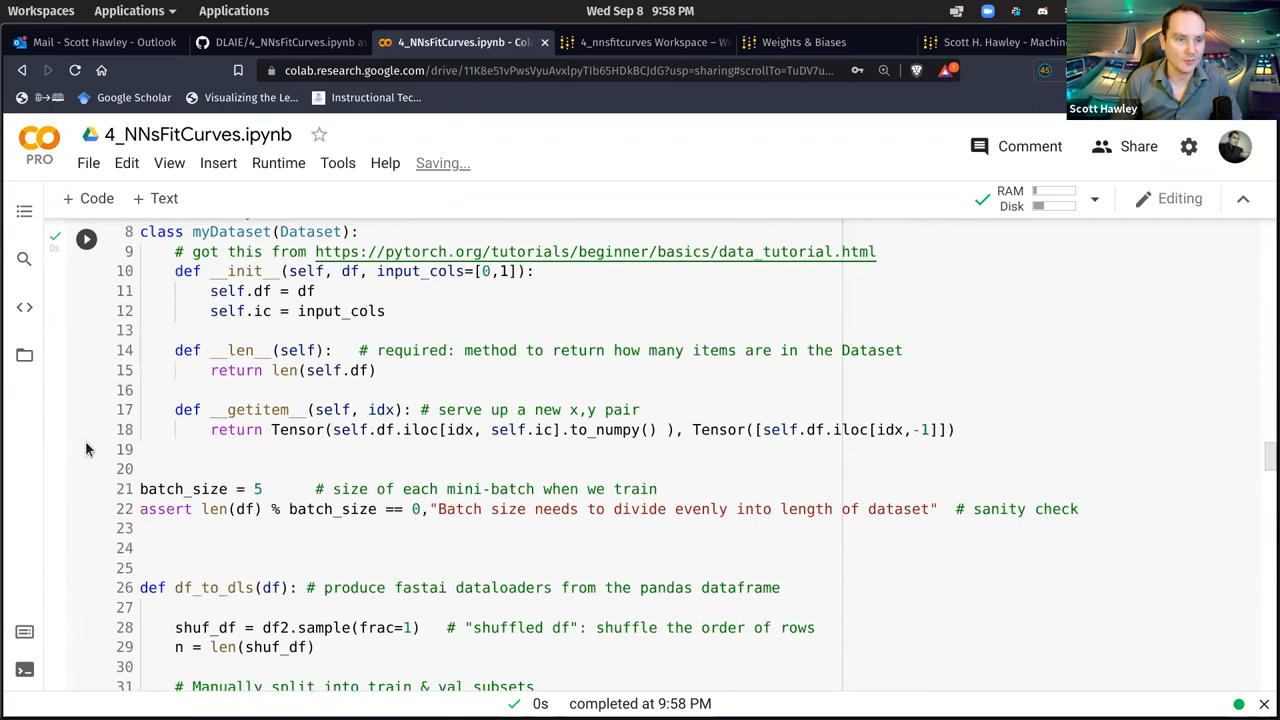 Workspaces Applications Applications Wed Sep 8 9:58 PM
Mail - Scott Hawley - Outlook DLAIE/4_NNsFitCurves.ipynb a 4_NNsFitCurves.ipynb - Co 4_nnsfitcurves Workspace – W Weights & Biases Scott H. Hawley – Machin
colab.research.google.com/drive/11K8e51vPwsVyuAvxlpyTIb65HDkBCJdG?usp=sharing#scrollTo=TuDV7u... 1 45
Google Scholar Visualizing the Le... Instructional Tec...
Scott Hawley
4_NNsFitCurves.ipynb
PRO
File Edit View Insert Runtime Tools Help Saving...
Comment Share
+ Code + Text
RAM
Disk
Editing
0s
8 class myDataset(Dataset):
9 # got this from https://pytorch.org/tutorials/beginner/basics/data_tutorial.html
10 def __init__(self, df, input_cols=[0,1]):
11 self.df = df
12 self.ic = input_cols
13
14 def __len__(self): # required: method to return how many items are in the Dataset
15 return len(self.df)
16
17 def __getitem__(self, idx): # serve up a new x,y pair
18 return Tensor(self.df.iloc[idx, self.ic].to_numpy() ), Tensor([self.df.iloc[idx,-1]])
19
20
21 batch_size = 5 # size of each mini-batch when we train
22 assert len(df) % batch_size == 0,"Batch size needs to divide evenly into length of dataset" # sanity check
23
24
25
26 def df_to_dls(df): # produce fastai dataloaders from the pandas dataframe
27
28 shuf_df = df2.sample(frac=1) # "shuffled df": shuffle the order of rows
29 n = len(shuf_df)
30
31 # Manually split into train & val subsets
0s completed at 9:58 PM